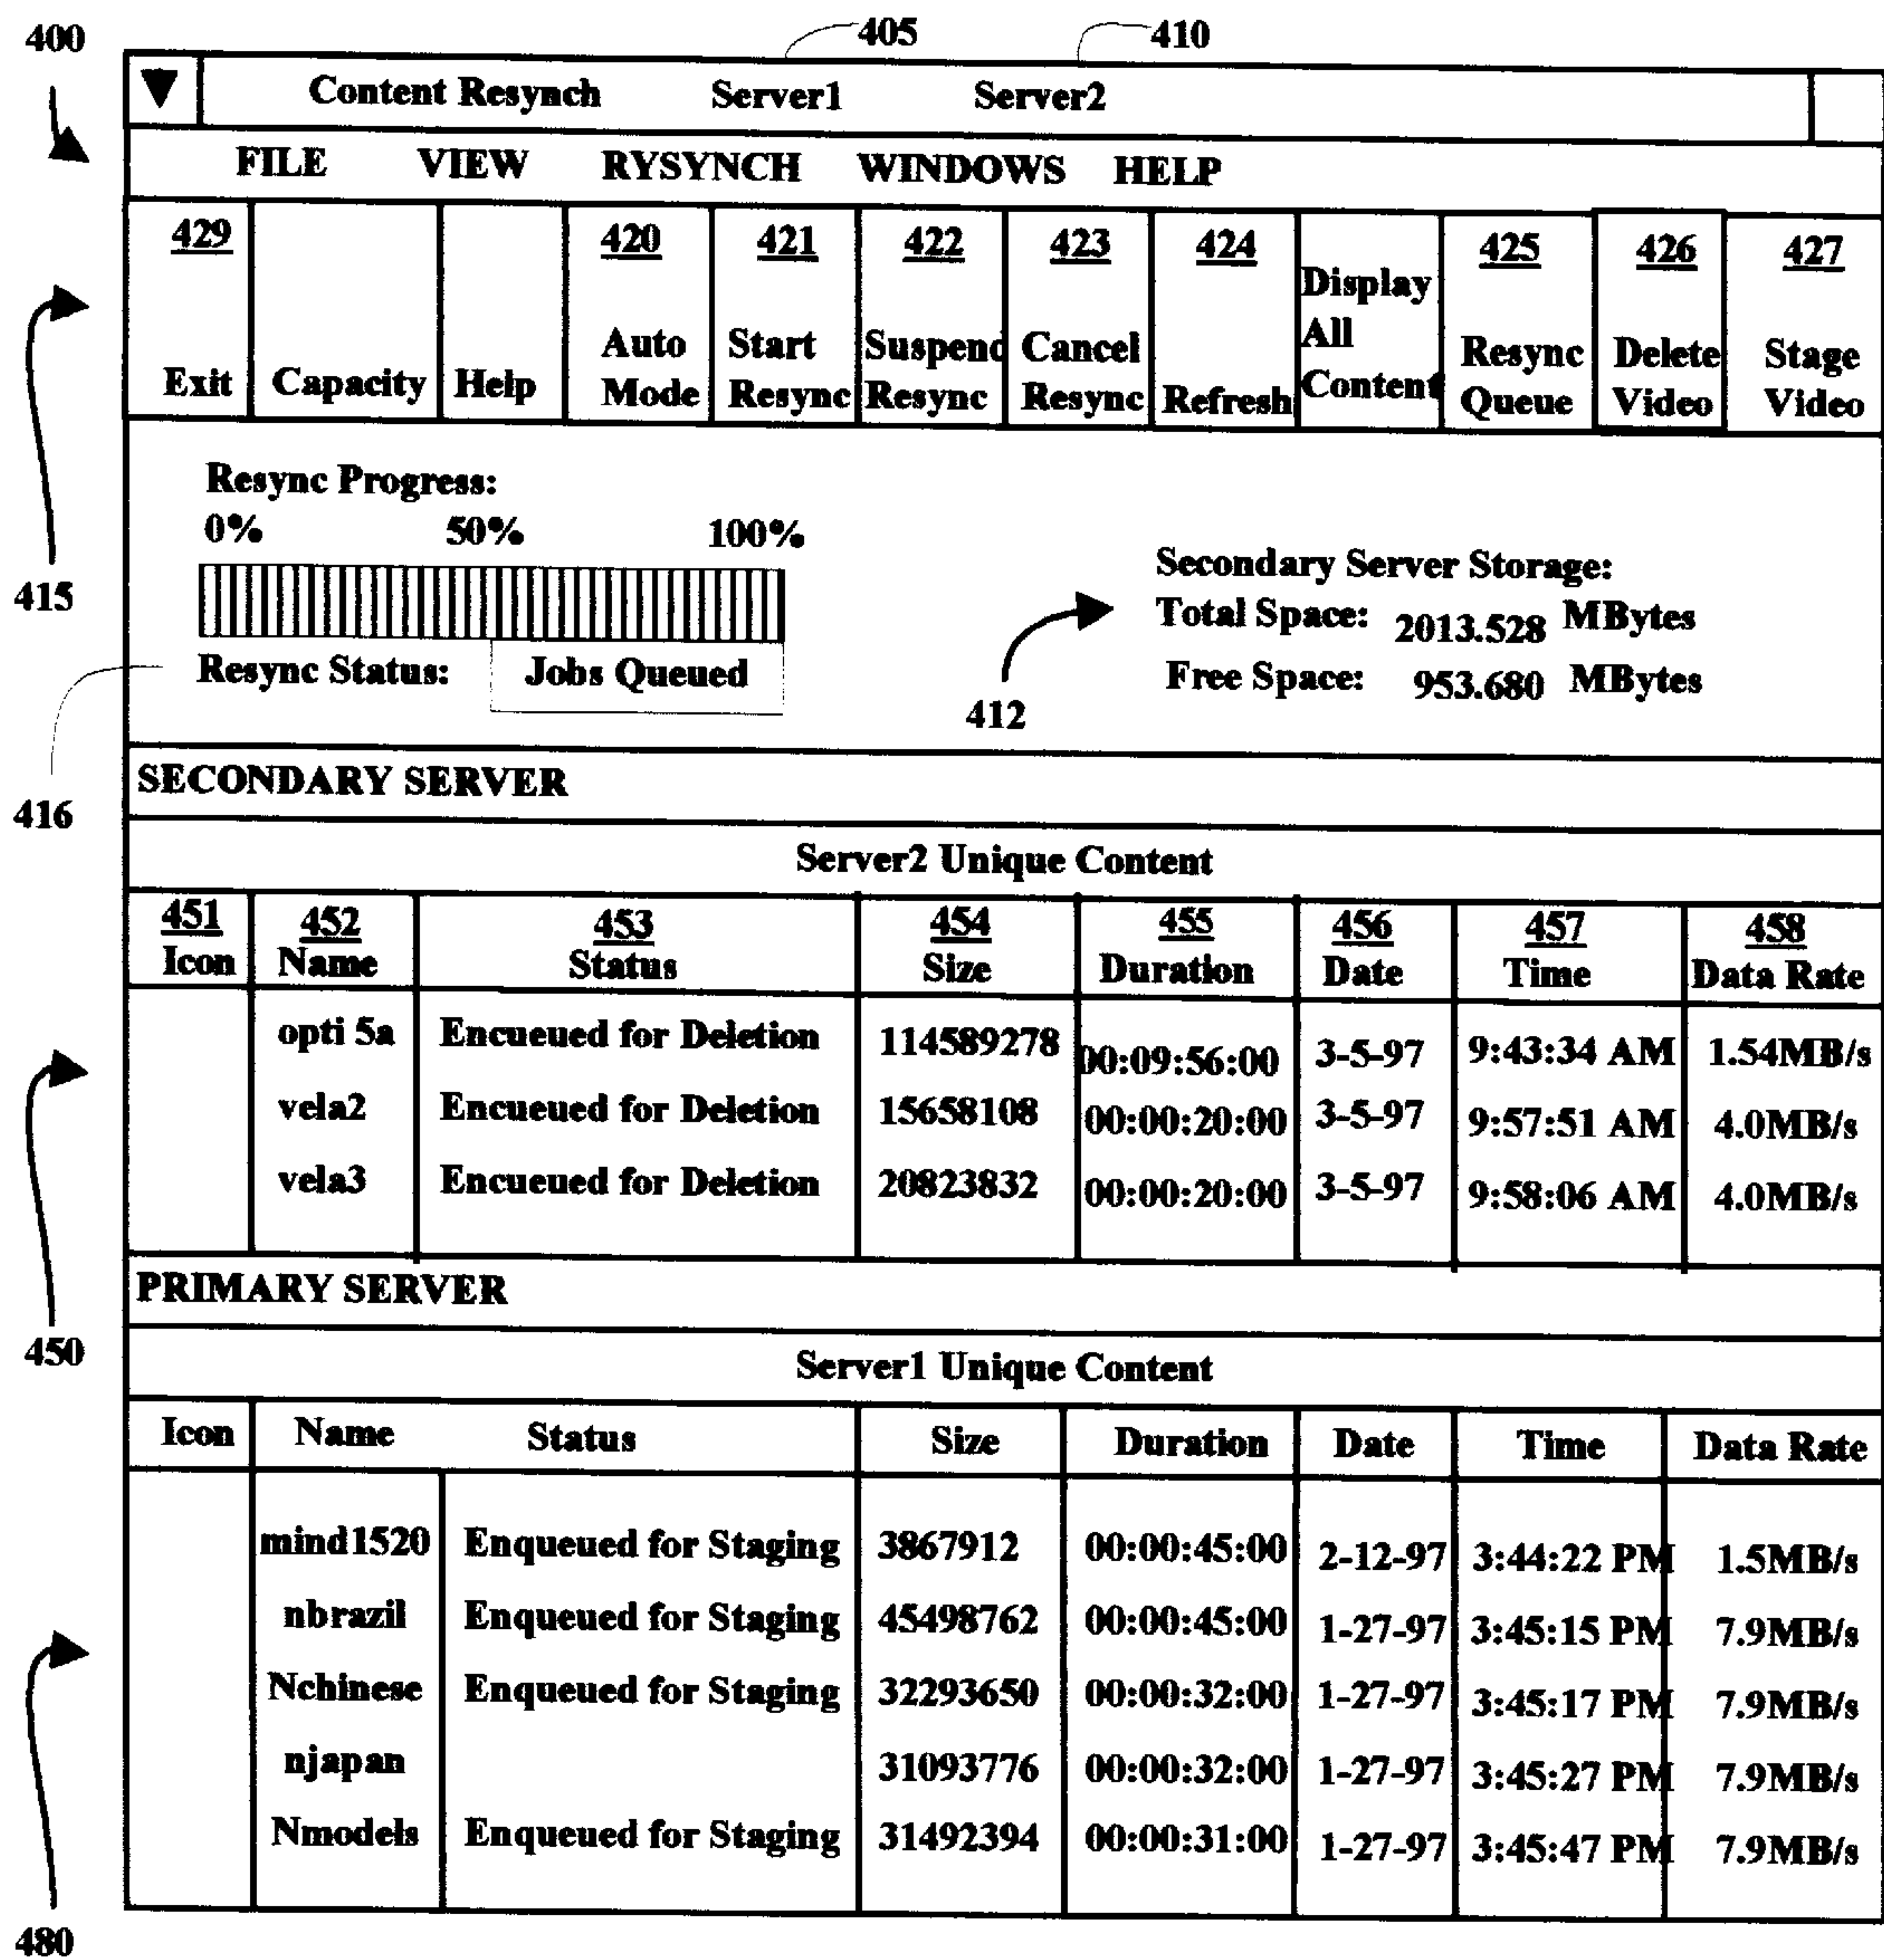 400
405
410
Content Resynch Server1 Server2
FILE VIEW RYSYNCH WINDOWS HELP
429 420 421 422 423 424 425 426 427
Exit
Capacity
Help
Auto Mode
Start Resync
Suspend Resync
Cancel Resync
Refresh
Display All Content
Resync Queue
Delete Video
Stage Video
415
Resync Progress:
0% 50% 100%
Resync Status: Jobs Queued
416
412
Secondary Server Storage:
Total Space: 2013.528 MBytes
Free Space: 953.680 MBytes
SECONDARY SERVER
Server2 Unique Content
451 452 453 454 455 456 457 458
Icon Name Status Size Duration Date Time Data Rate
opti 5a Encueued for Deletion 114589278 00:09:56:00 3-5-97 9:43:34 AM 1.54MB/s
vela2 Encueued for Deletion 15658108 00:00:20:00 3-5-97 9:57:51 AM 4.0MB/s
vela3 Encueued for Deletion 20823832 00:00:20:00 3-5-97 9:58:06 AM 4.0MB/s
450
PRIMARY SERVER
Server1 Unique Content
Icon Name Status Size Duration Date Time Data Rate
mind1520 Enqueued for Staging 3867912 00:00:45:00 2-12-97 3:44:22 PM 1.5MB/s
nbrazil Enqueued for Staging 45498762 00:00:45:00 1-27-97 3:45:15 PM 7.9MB/s
Nchinese Enqueued for Staging 32293650 00:00:32:00 1-27-97 3:45:17 PM 7.9MB/s
njapan 31093776 00:00:32:00 1-27-97 3:45:27 PM 7.9MB/s
Nmodels Enqueued for Staging 31492394 00:00:31:00 1-27-97 3:45:47 PM 7.9MB/s
480